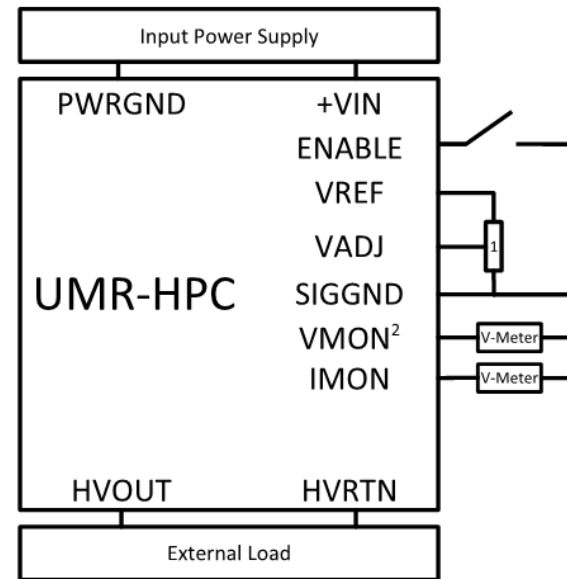 Input Power Supply
PWRGND +VIN
ENABLE
VREF
VADJ
1
UMR-HPC
SIGGND
VMON² V-Meter
IMON V-Meter
HVOUT HVRTN
External Load